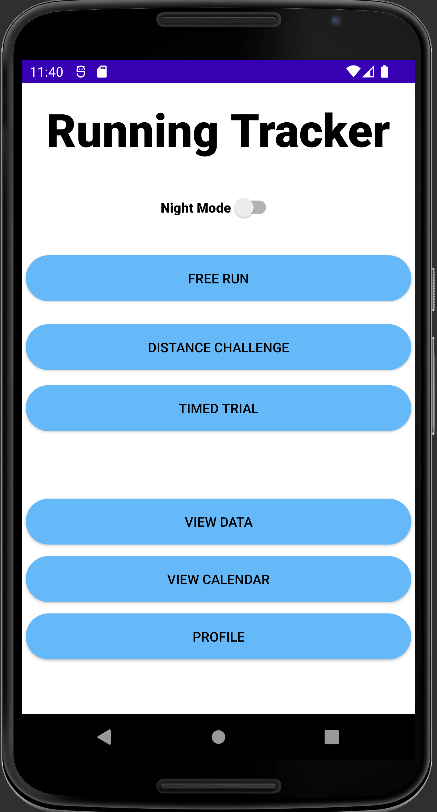 11:40
Running Tracker
Night Mode
FREE RUN
DISTANCE CHALLENGE
TIMED TRIAL
VIEW DATA
VIEW CALENDAR
PROFILE